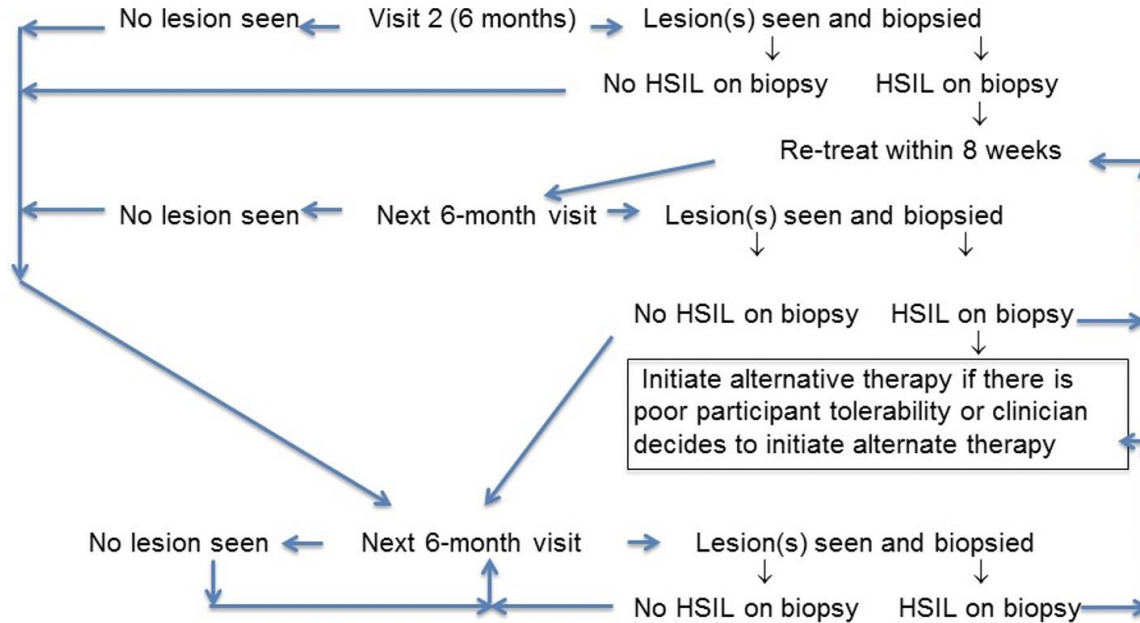 No lesion seen Visit 2 (6 months) Lesion(s) seen and biopsied
No HSIL on biopsy HSIL on biopsy
Re-treat within 8 weeks
No lesion seen Next 6-month visit Lesion(s) seen and biopsied
No HSIL on biopsy HSIL on biopsy
Initiate alternative therapy if there is
poor participant tolerability or clinician
decides to initiate alternate therapy
No lesion seen Next 6-month visit Lesion(s) seen and biopsied
No HSIL on biopsy HSIL on biopsy